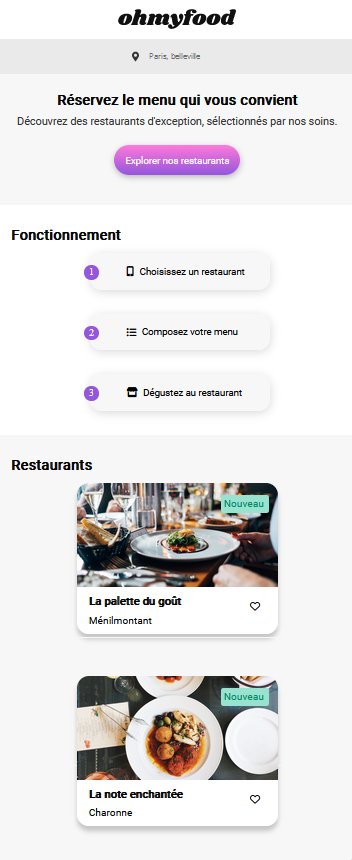 ohmyfood
Paris, belleville
Réservez le menu qui vous convient
Découvrez des restaurants d'exception, sélectionnés par nos soins.
Explorer nos restaurants
Fonctionnement
1 Choisissez un restaurant
2 Composez votre menu
3 Dégustez au restaurant
Restaurants
Nouveau
La palette du goût
Ménilmontant
Nouveau
La note enchantée
Charonne